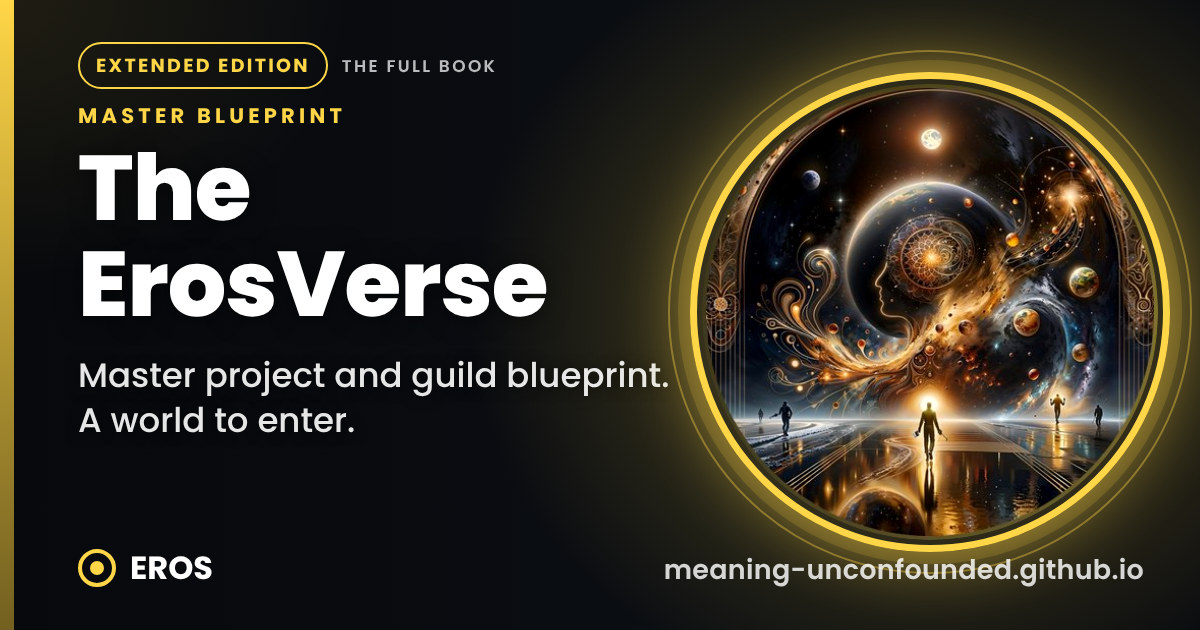 EXTENDED EDITION
THE FULL BOOK
MASTER BLUEPRINT
The
ErosVerse
Master project and guild blueprint.
A world to enter.
EROS
meaning-unconfounded.github.io